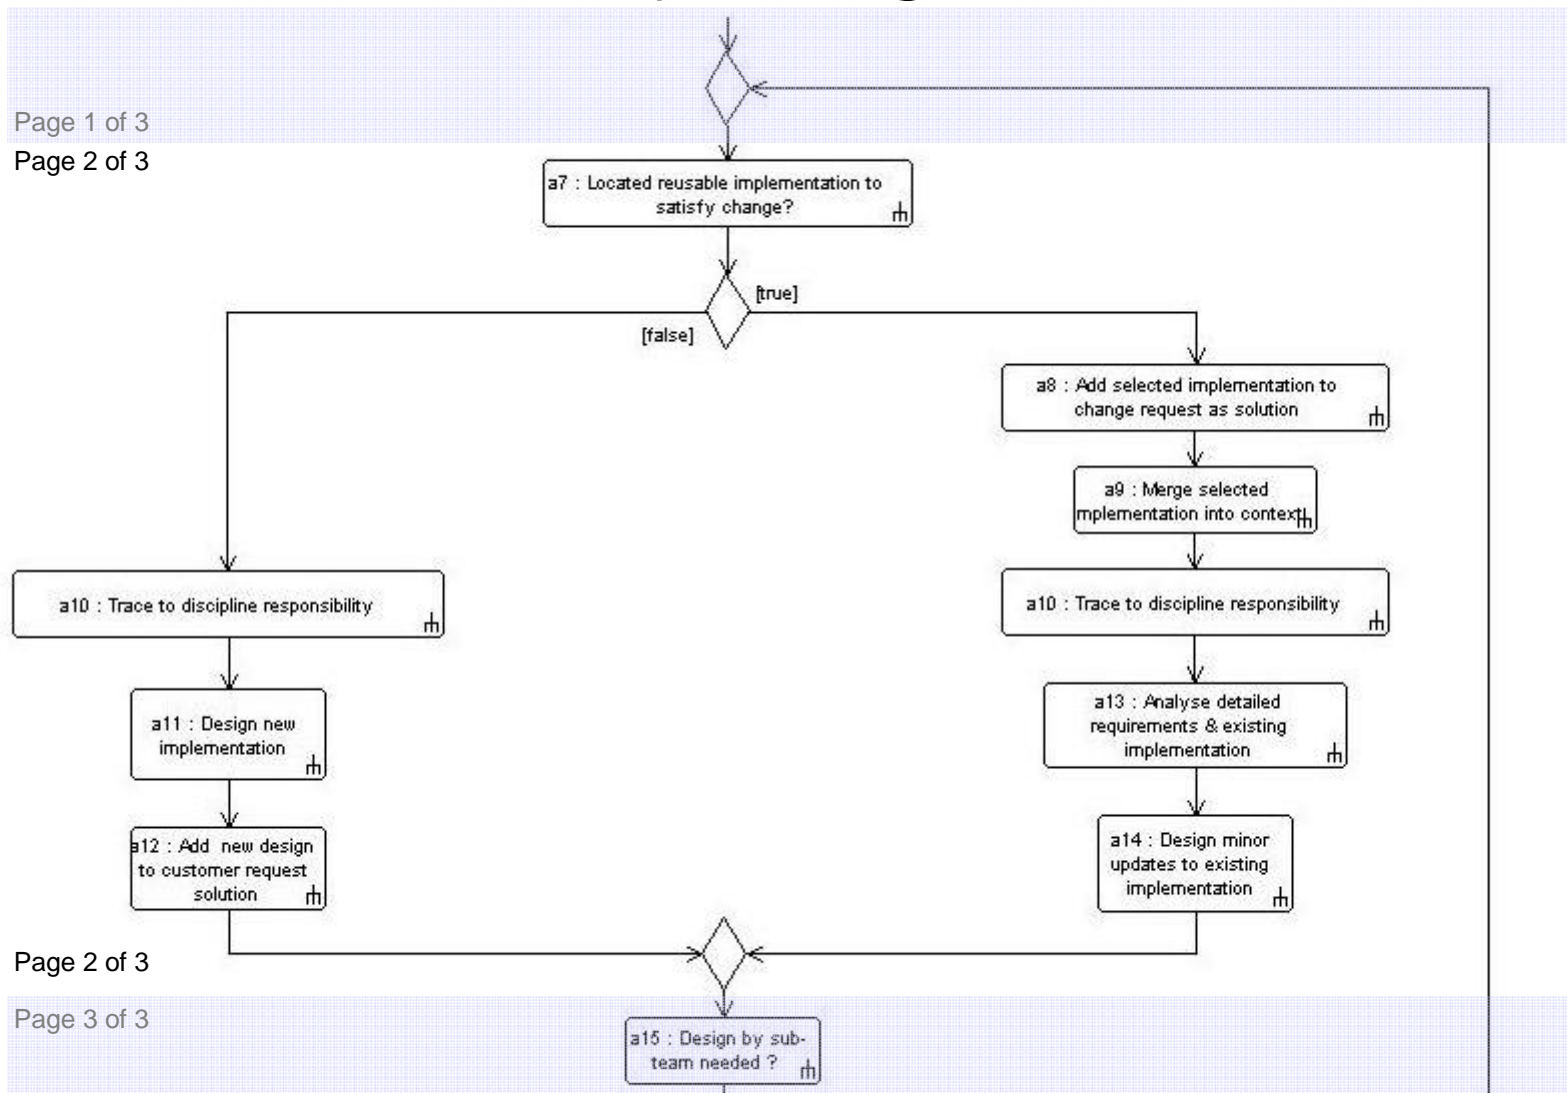 Page 1 of 3
Page 2 of 3
a7 : Located reusable implementation to
satisfy change?
[true]
[false]
a8 : Add selected implementation to
change request as solution
a9 : Merge selected
mplementation into context
a10 : Trace to discipline responsibility
a10 : Trace to discipline responsibility
a13 : Analyse detailed
requirements & existing
implementation
a11 : Design new
implementation
a12 : Add new design
to customer request
solution
a14 : Design minor
updates to existing
implementation
Page 2 of 3
Page 3 of 3
a15 : Design by sub-
team needed ?